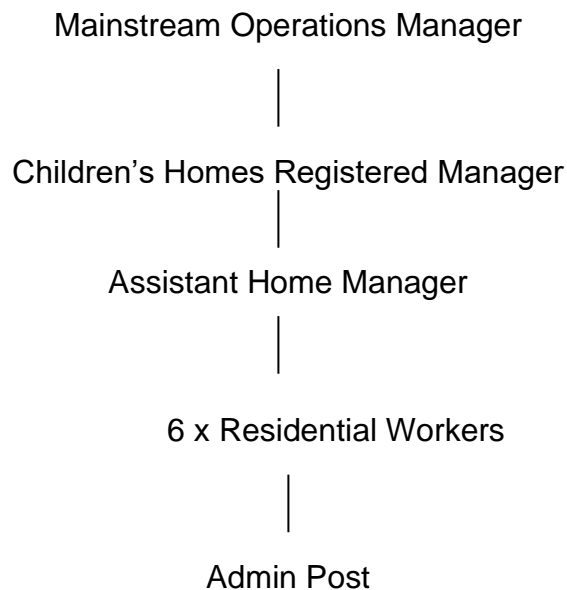 Mainstream Operations Manager
Children’s Homes Registered Manager
Assistant Home Manager
6 x Residential Workers
Admin Post